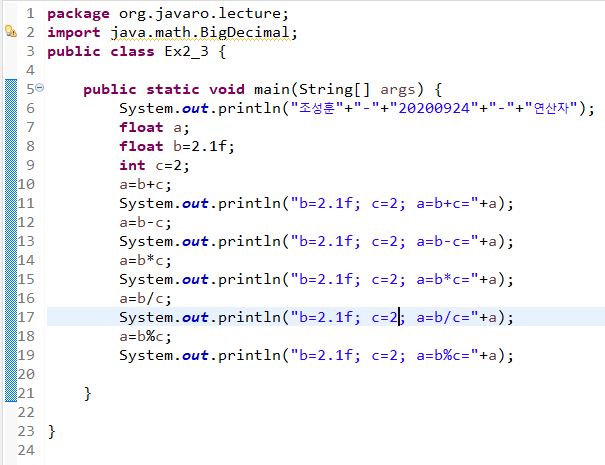 1 package org.javaro.lecture;
2 import java.math.BigDecimal;
3 public class Ex2_3 {
4
5 public static void main(String[] args) {
6 System.out.println("조성훈"+"-"+"20200924"+"-"+"연산자");
7 float a;
8 float b=2.1f;
9 int c=2;
10 a=b+c;
11 System.out.println("b=2.1f; c=2; a=b+c="+a);
12 a=b-c;
13 System.out.println("b=2.1f; c=2; a=b-c="+a);
14 a=b*c;
15 System.out.println("b=2.1f; c=2; a=b*c="+a);
16 a=b/c;
17 System.out.println("b=2.1f; c=2; a=b/c="+a);
18 a=b%c;
19 System.out.println("b=2.1f; c=2; a=b%c="+a);
20
21 }
22
23 }
24